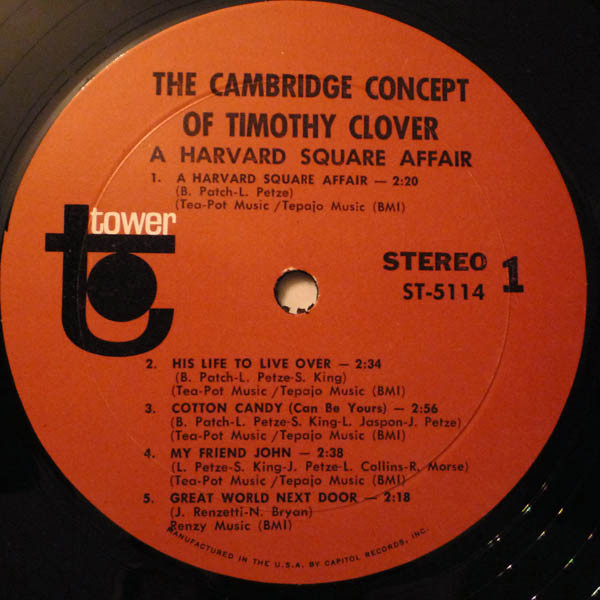 THE CAMBRIDGE CONCEPT
OF TIMOTHY CLOVER
A HARVARD SQUARE AFFAIR
1. A HARVARD SQUARE AFFAIR — 2:20
(B. Patch-L. Petze)
(Tea-Pot Music/Tepajo Music (BMI)
tower
t
STEREO 1
ST-5114
2. HIS LIFE TO LIVE OVER — 2:34
(B. Patch-L. Petze-S. King)
(Tea-Pot Music/Tepajo Music (BMI)
3. COTTON CANDY (Can Be Yours) — 2:56
(B. Patch-L. Petze-S. King-L. Jaspon-J. Petze)
(Tea-Pot Music/Tepajo Music (BMI)
4. MY FRIEND JOHN — 2:38
(L. Petze-S. King-J. Petze-L. Collins-R. Morse)
(Tea-Pot Music/Tepajo Music (BMI)
5. GREAT WORLD NEXT DOOR — 2:18
(J. Renzetti-N. Bryan)
Renzy Music (BMI)
MANUFACTURED IN THE U.S.A. BY CAPITOL RECORDS, INC.